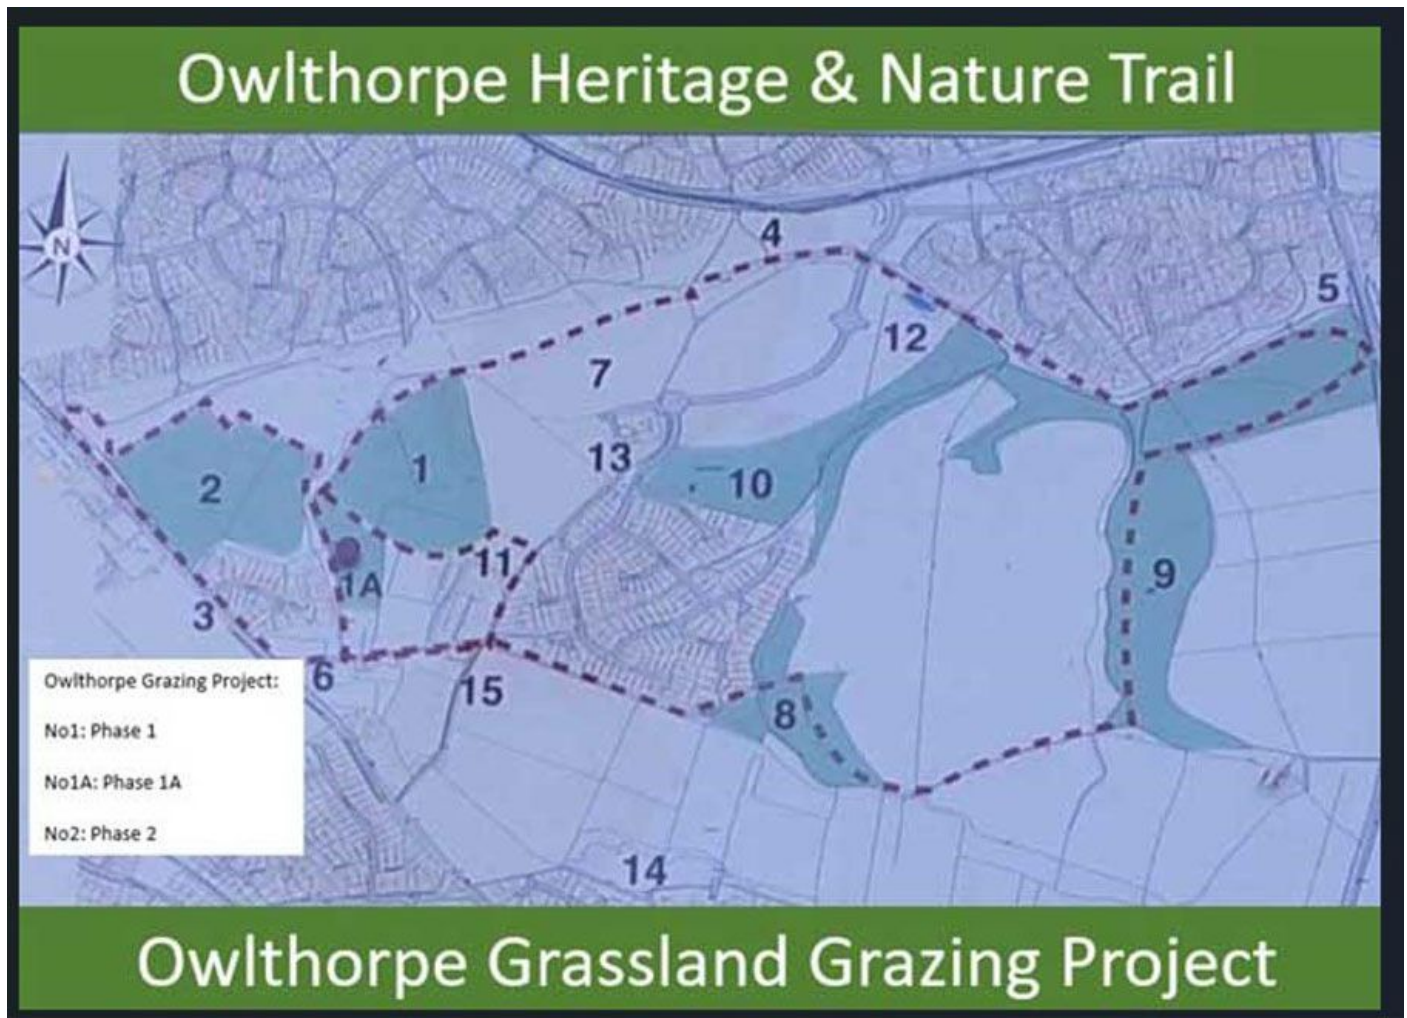 Owlthorpe Heritage & Nature Trail
N
4
5
12
7
13
1
2
10
11
1A
9
3
6
15
8
14
Owlthorpe Grazing Project:
No1: Phase 1
No1A: Phase 1A
No2: Phase 2
Owlthorpe Grassland Grazing Project